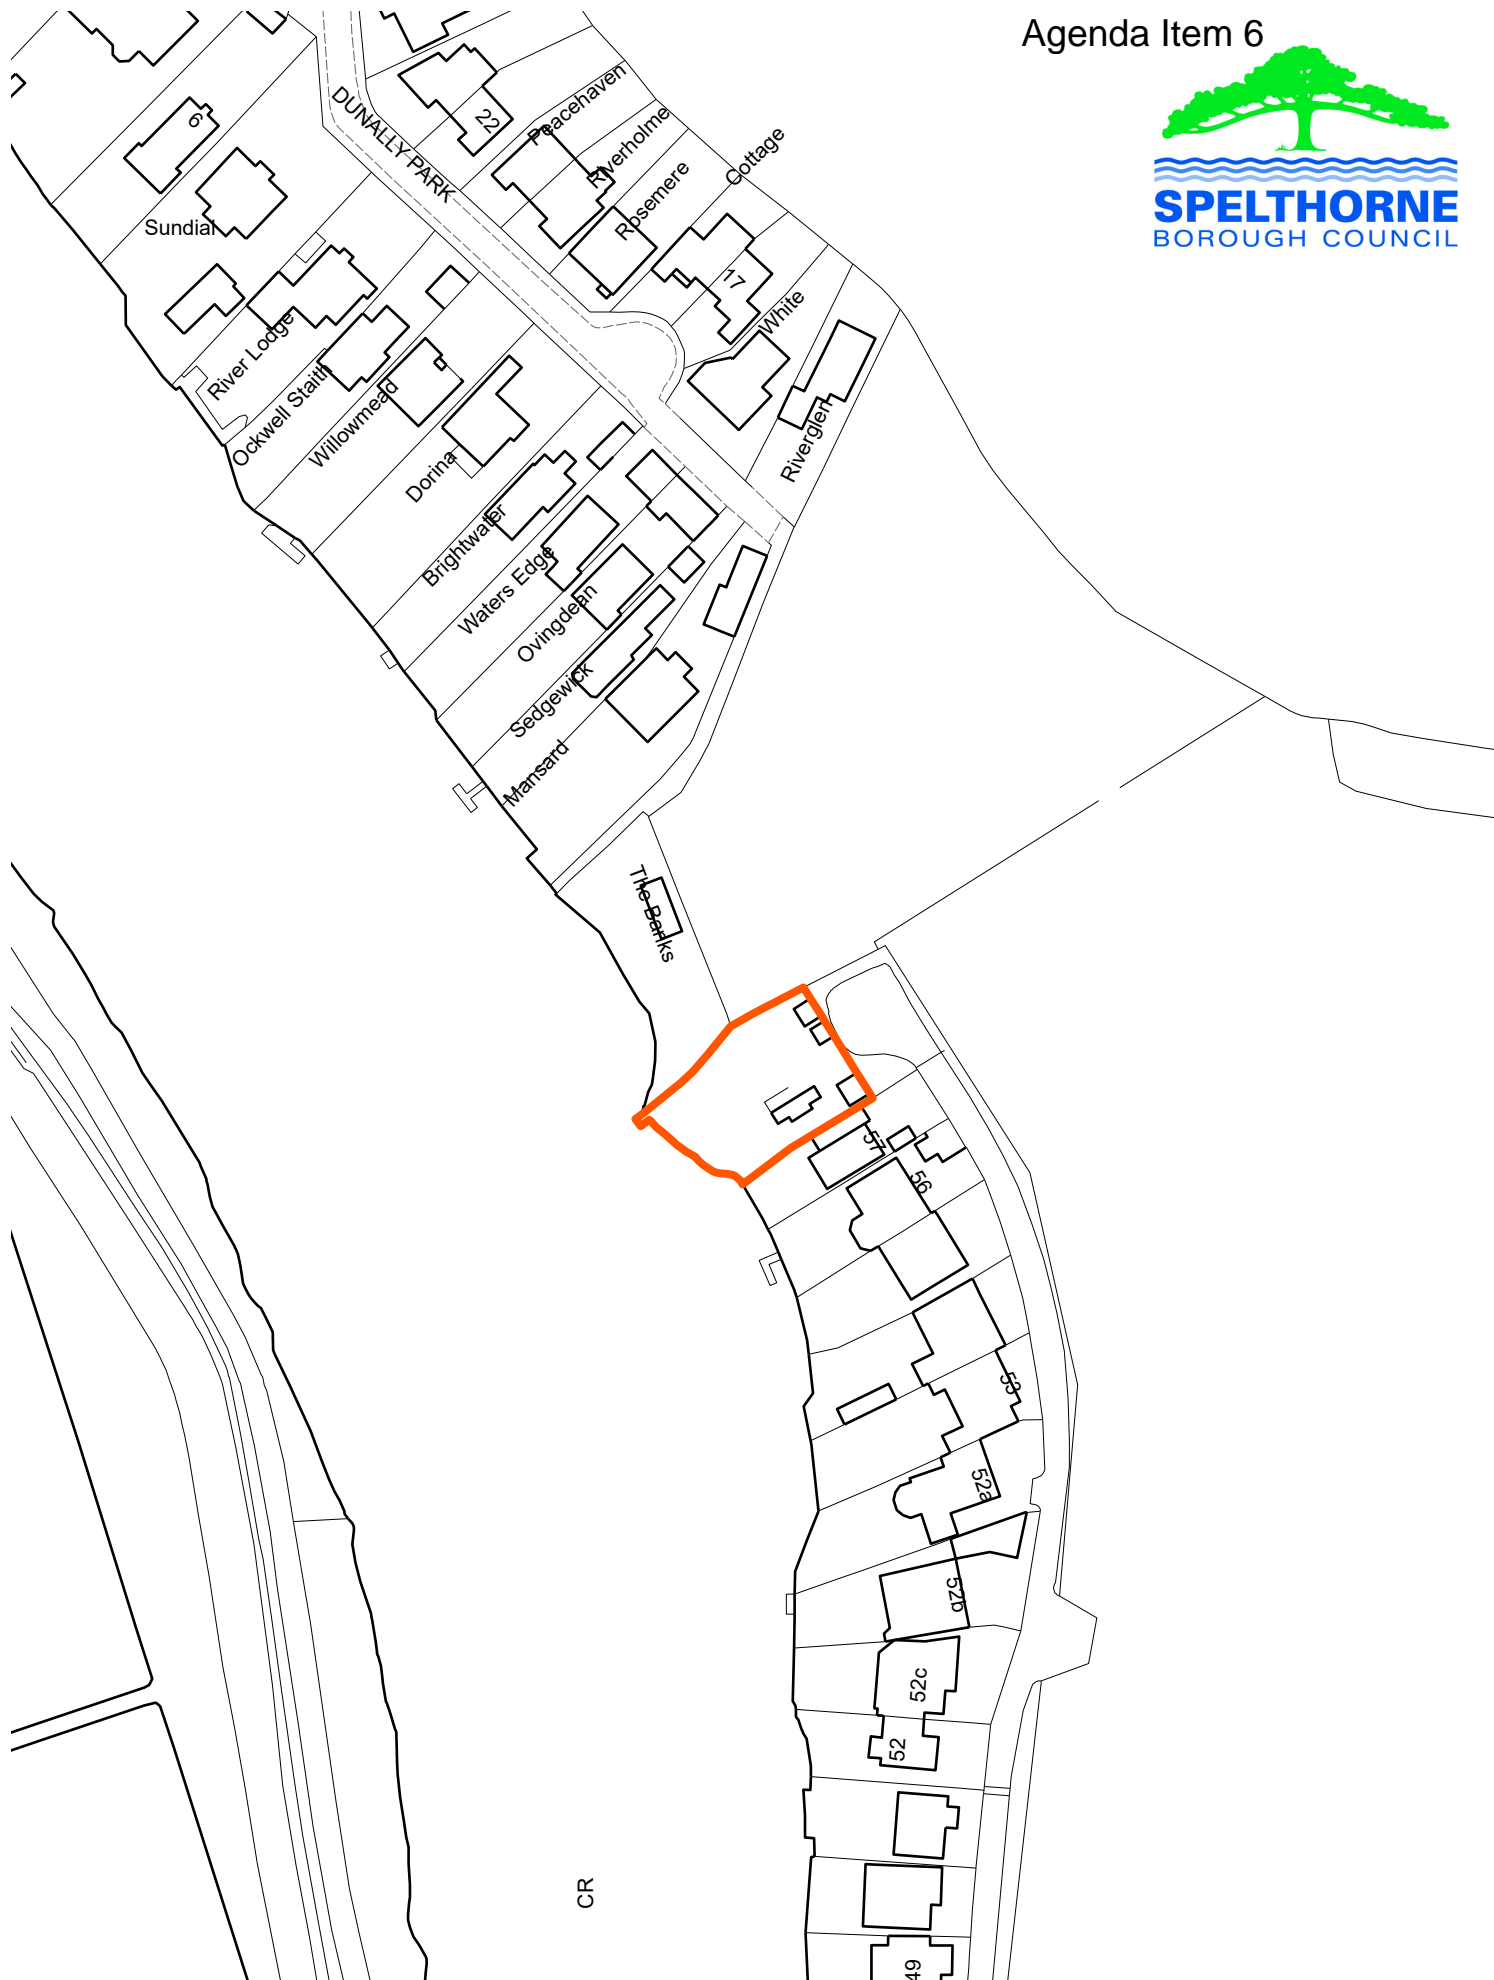 Agenda Item 6
SPELTHORNE
BOROUGH COUNCIL
DUNALLY PARK
6
22
Peacehaven
Riverholme
Rosemere
Cottage
Sundial
17
White
River Lodge
Ockwell Staith
Willowmead
Riverglen
Dorina
Brightwater
Waters Edge
Ovingdean
Sedgewick
Mansard
The Banks
57
56
53
52a
52b
52c
52
CR
49